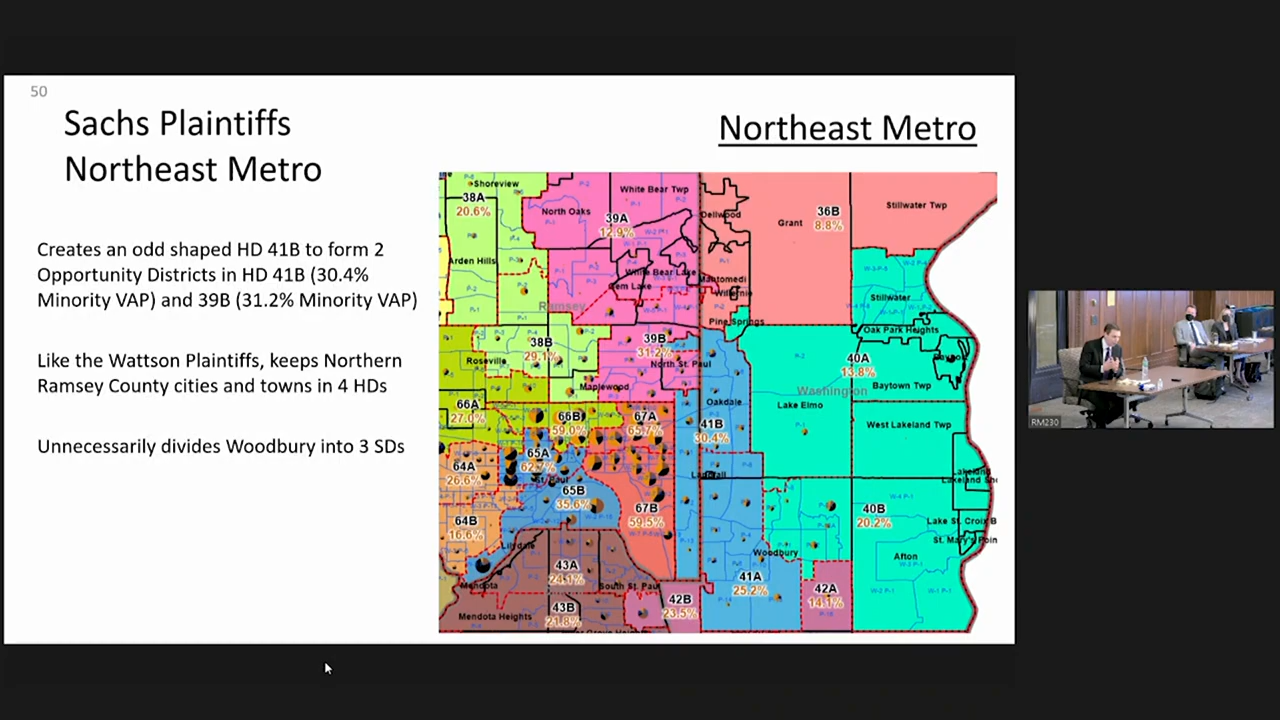 50
Sachs Plaintiffs
Northeast Metro
Northeast Metro
Creates an odd shaped HD 41B to form 2
Opportunity Districts in HD 41B (30.4%
Minority VAP) and 39B (31.2% Minority VAP)
Like the Wattson Plaintiffs, keeps Northern
Ramsey County cities and towns in 4 HDs
Unnecessarily divides Woodbury into 3 SDs
Shoreview
38A
20.6%
White Bear Twp
North Oaks
39A
12.9%
Dellwood
Grant
36B
8.8%
Stillwater Twp
Arden Hills
White Bear Lake
Gem Lake
Mahtomedi
Willernie
Ramsey
Pine Springs
Stillwater
Oak Park Heights
38B
29.1%
39B
31.2%
Roseville
North St. Paul
Maplewood
40A
13.8%
Washington
Baytown Twp
Lake Elmo
Oakdale
66A
27.0%
66B
59.0%
67A
65.7%
41B
30.4%
West Lakeland Twp
65A
62.7%
St. Paul
64A
26.6%
65B
35.6%
67B
59.5%
Landfall
Lakeland
40B
20.2%
64B
16.6%
Lilydale
Woodbury
Afton
43A
24.1%
Mendota
South St. Paul
41A
25.2%
42A
14.1%
42B
23.5%
43B
21.8%
Mendota Heights
RM230